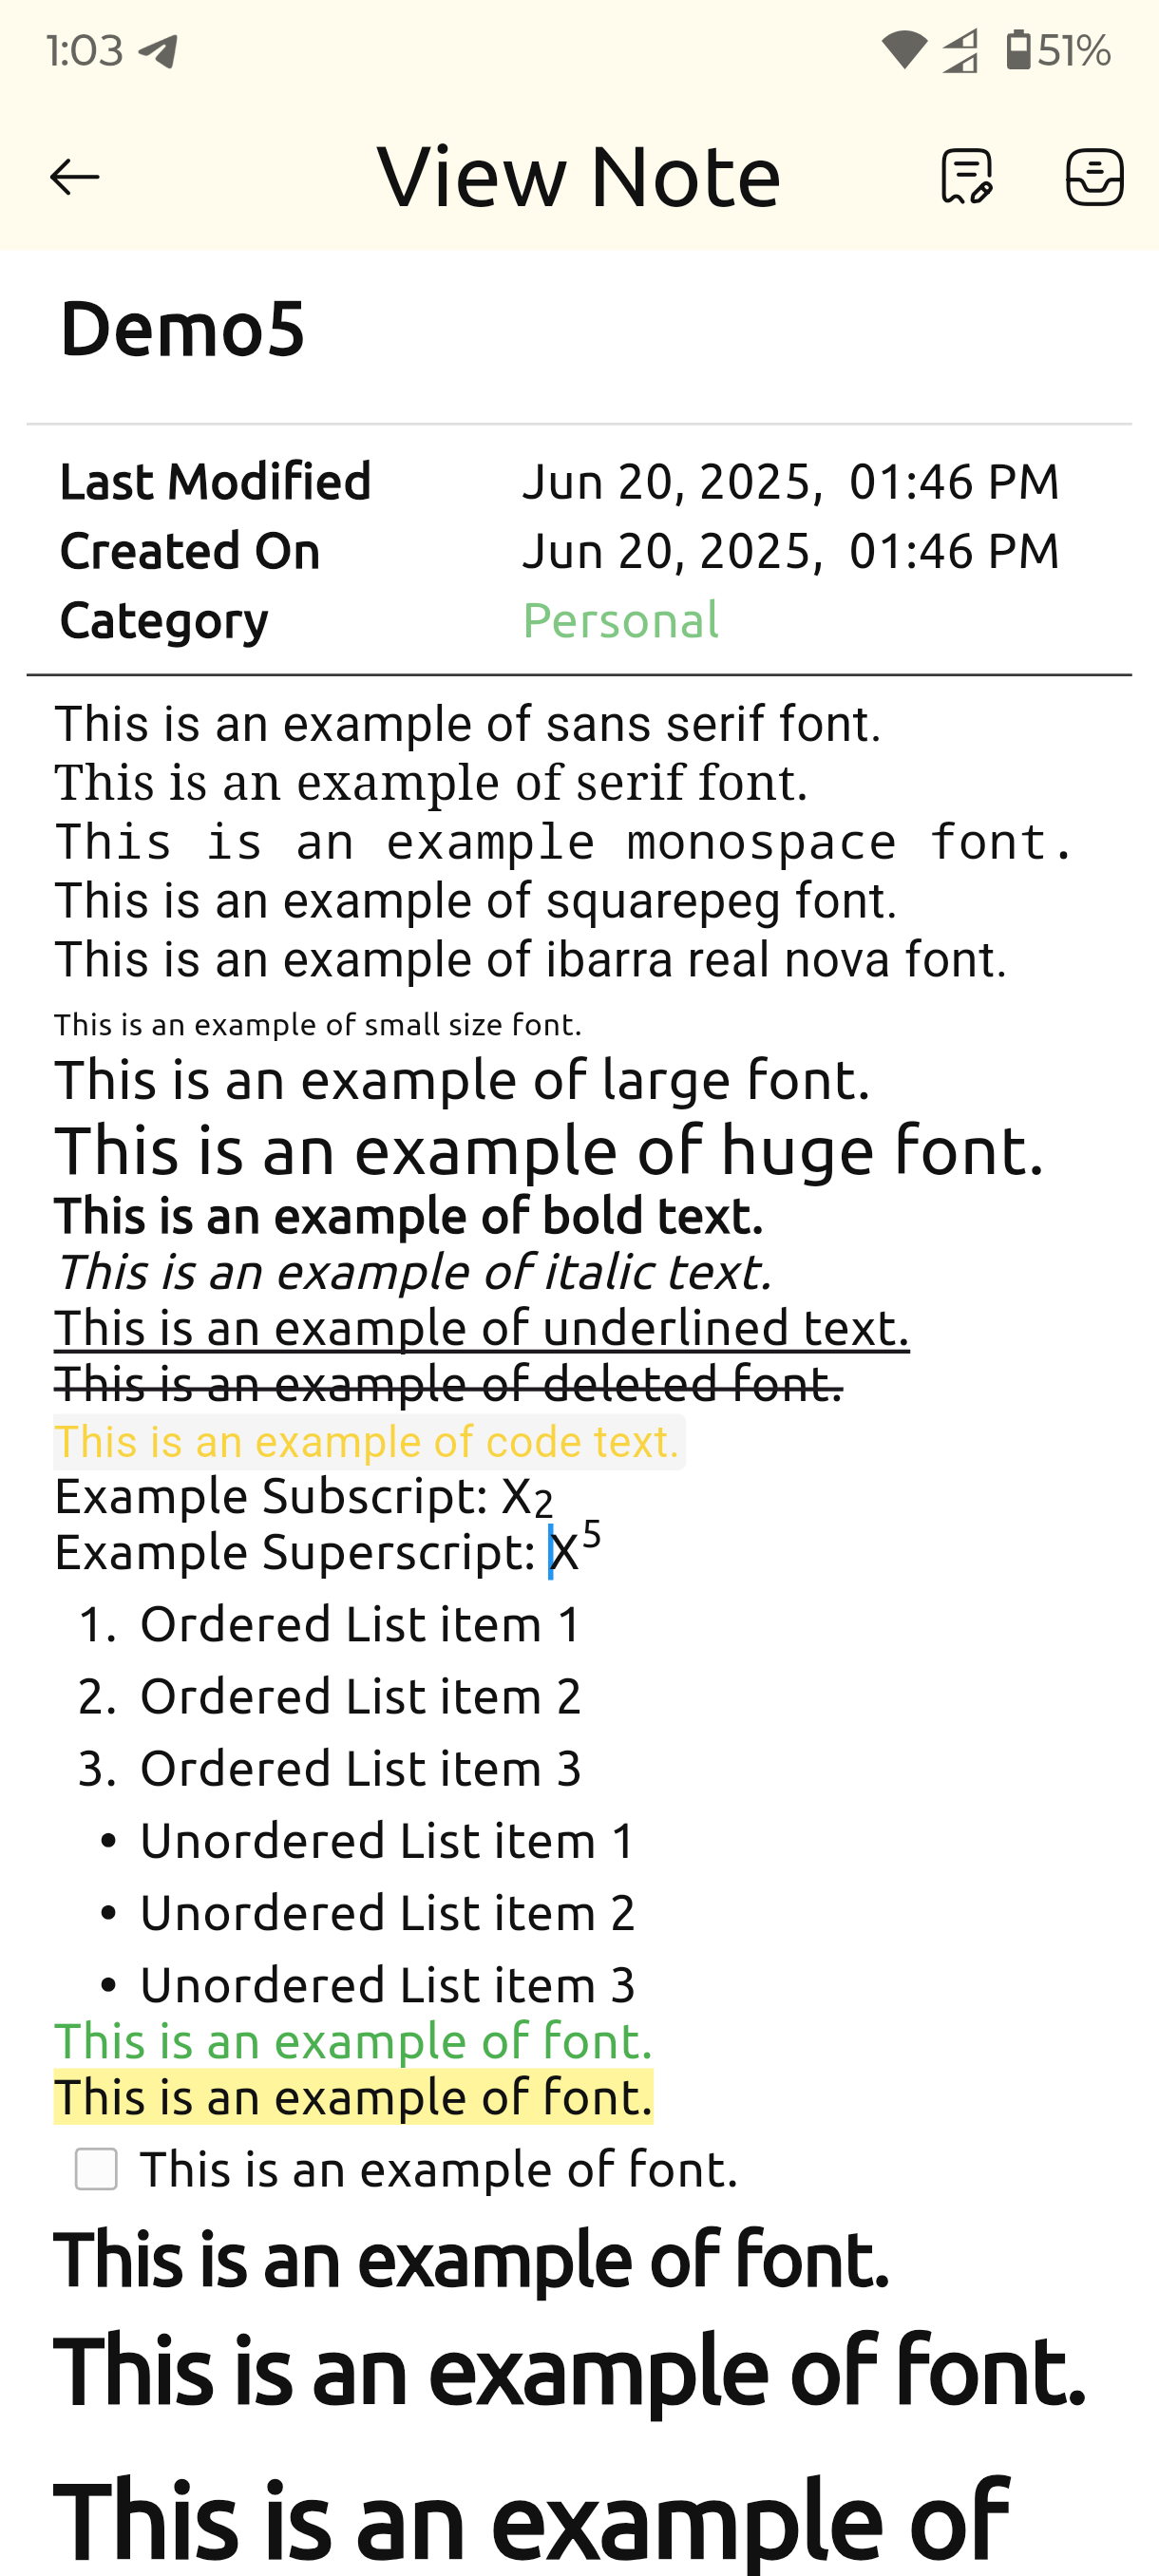 1:03 51%
View Note
Demo5
Last Modified Jun 20, 2025, 01:46 PM
Created On Jun 20, 2025, 01:46 PM
Category Personal
This is an example of sans serif font.
This is an example of serif font.
This is an example monospace font.
This is an example of squarepeg font.
This is an example of ibarra real nova font.
This is an example of small size font.
This is an example of large font.
This is an example of huge font.
This is an example of bold text.
This is an example of italic text.
This is an example of underlined text.
This is an example of deleted font.
This is an example of code text.
Example Subscript: X₂
Example Superscript: X⁵
1. Ordered List item 1
2. Ordered List item 2
3. Ordered List item 3
• Unordered List item 1
• Unordered List item 2
• Unordered List item 3
This is an example of font.
This is an example of font.
This is an example of font.
This is an example of font.
This is an example of font.
This is an example of